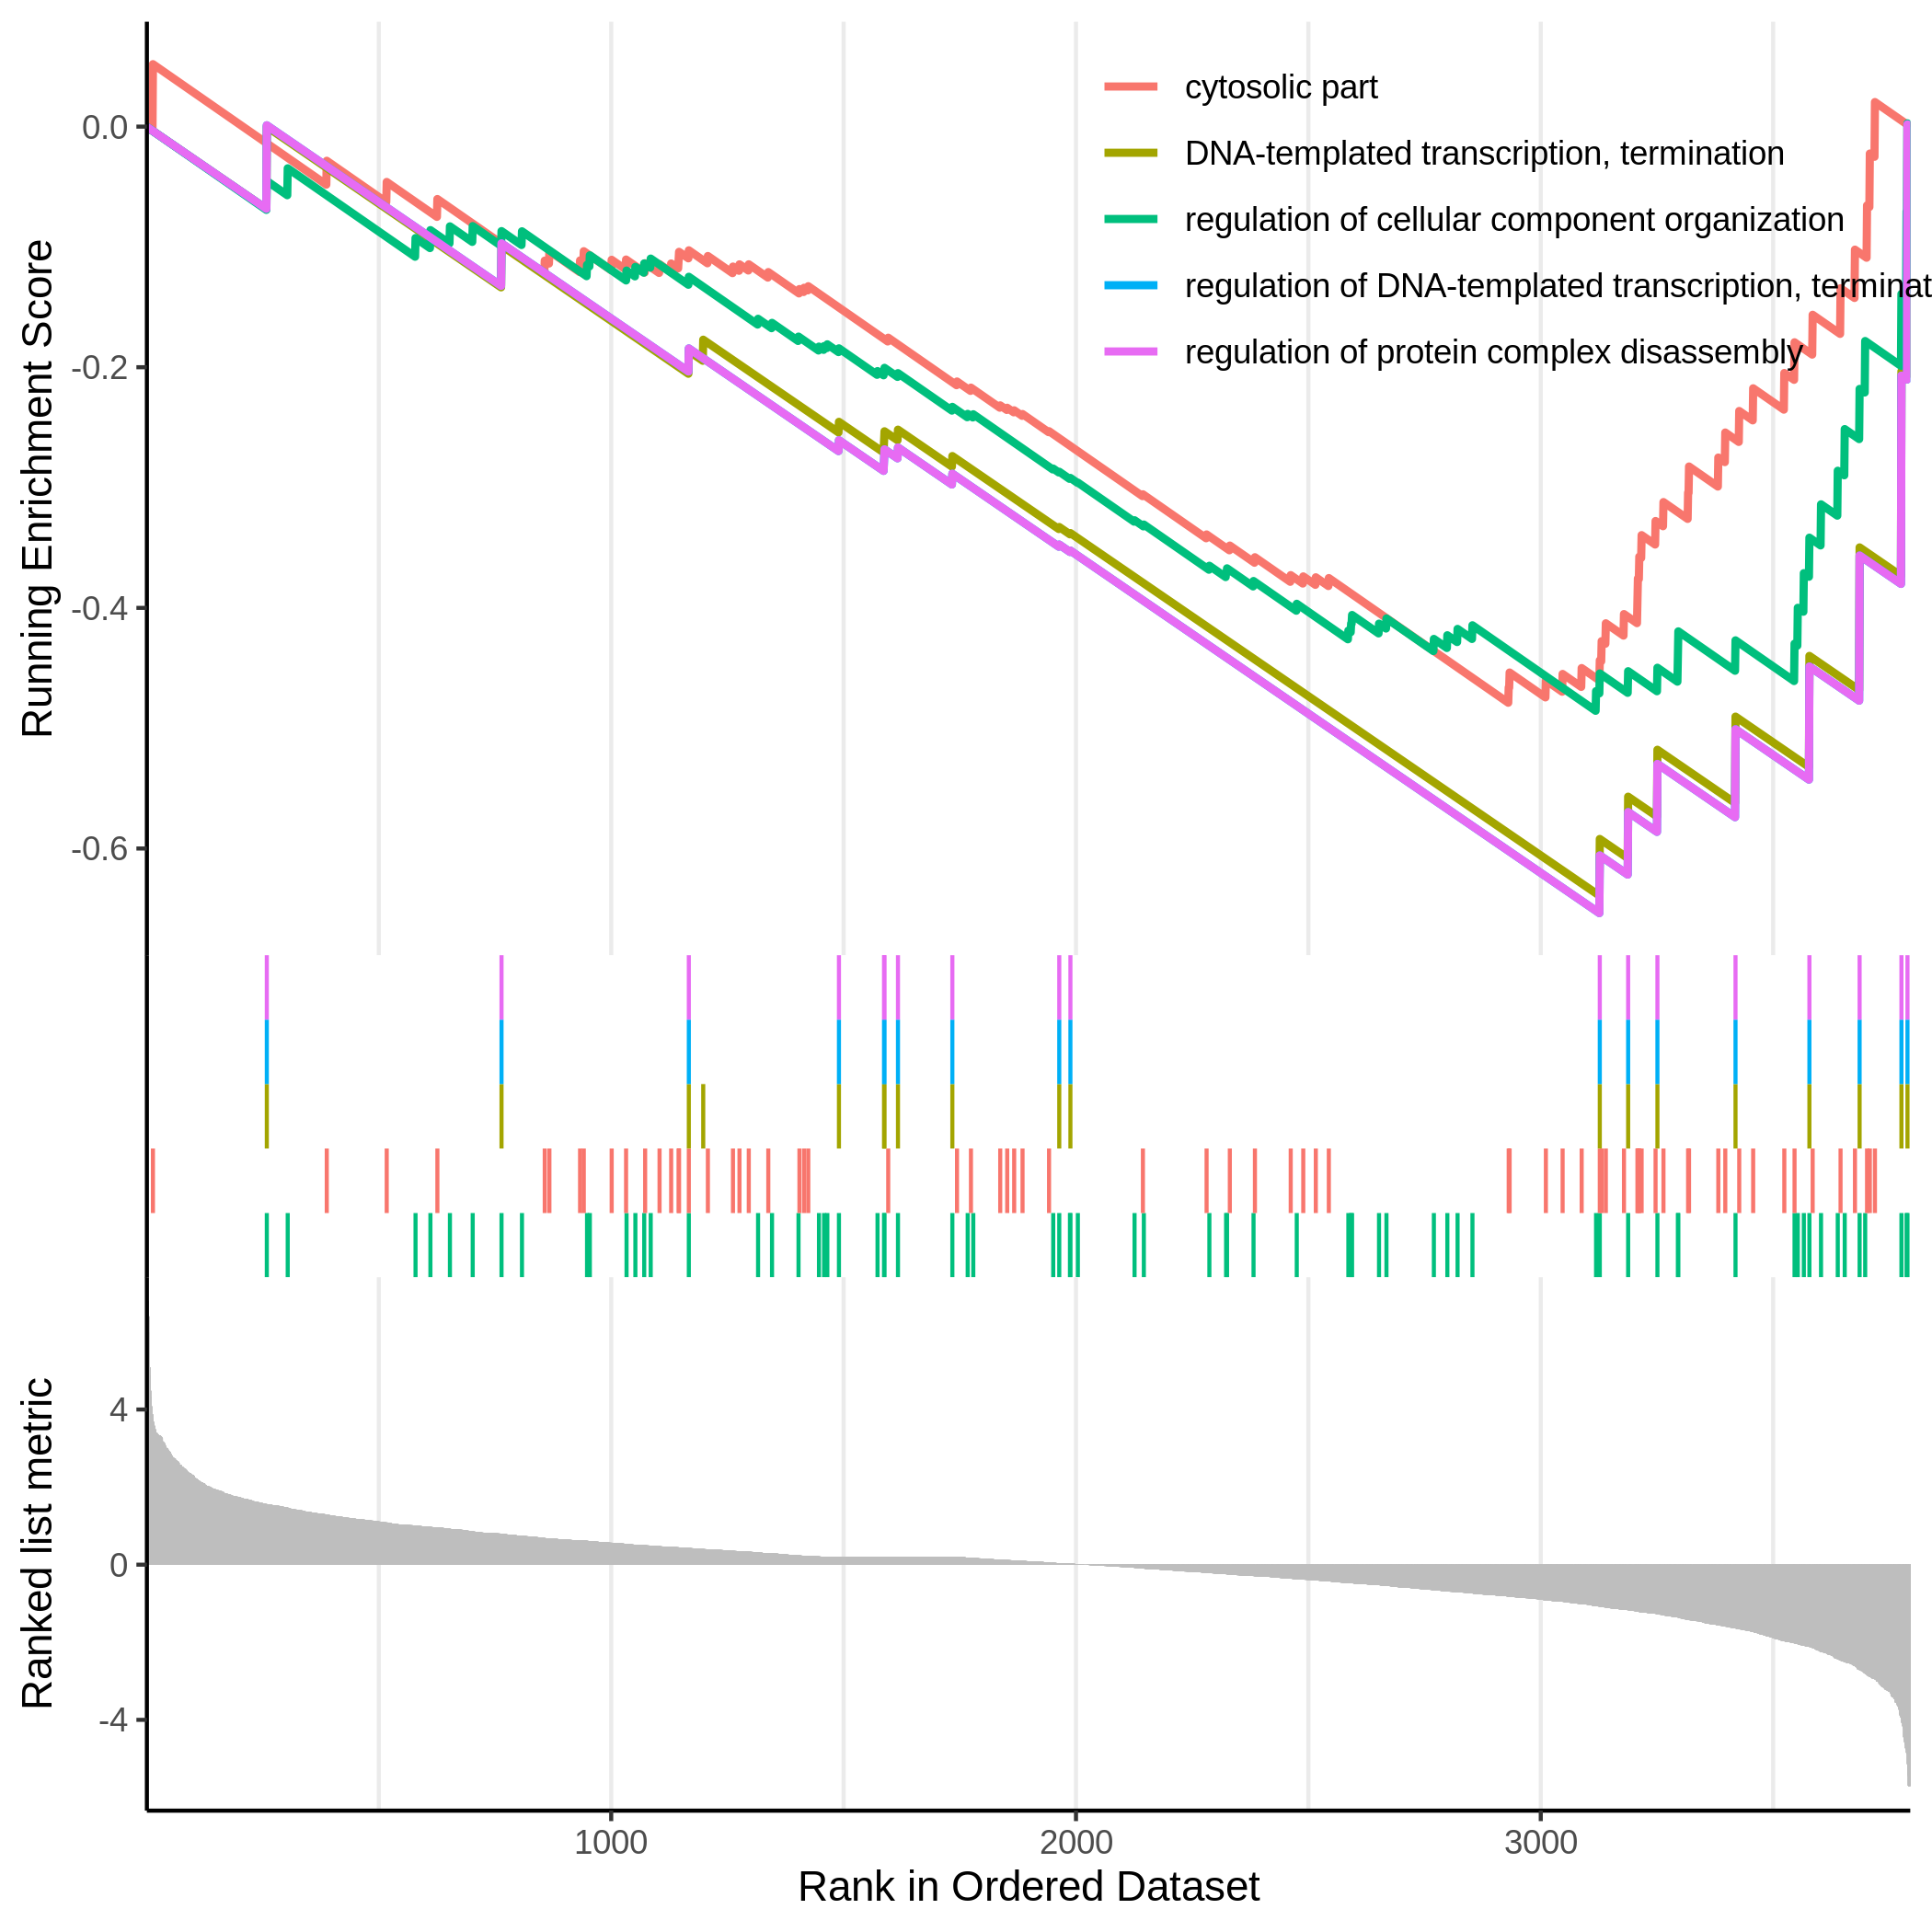 cytosolic part
DNA-templated transcription, termination
regulation of cellular component organization
regulation of DNA-templated transcription, terminat
regulation of protein complex disassembly
Running Enrichment Score
0.0
-0.2
-0.4
-0.6
Ranked list metric
4
0
-4
1000
2000
3000
Rank in Ordered Dataset